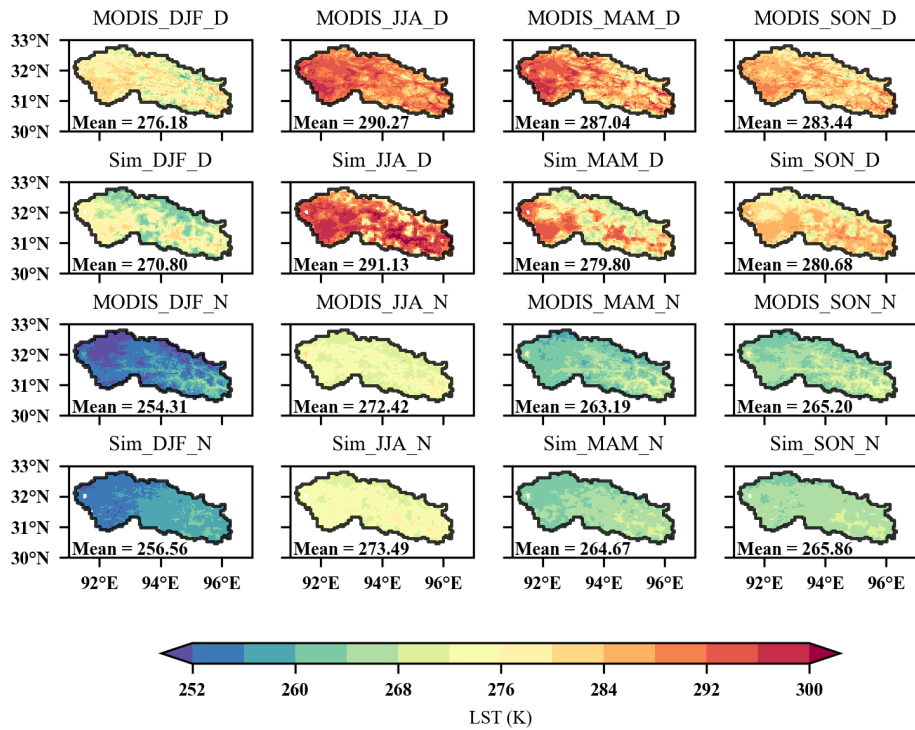 MODIS_DJF_D MODIS_JJA_D MODIS_MAM_D MODIS_SON_D
33°N
32°N
31°N
30°N
Mean = 276.18 Mean = 290.27 Mean = 287.04 Mean = 283.44
Sim_DJF_D Sim_JJA_D Sim_MAM_D Sim_SON_D
33°N
32°N
31°N
30°N
Mean = 270.80 Mean = 291.13 Mean = 279.80 Mean = 280.68
MODIS_DJF_N MODIS_JJA_N MODIS_MAM_N MODIS_SON_N
33°N
32°N
31°N
30°N
Mean = 254.31 Mean = 272.42 Mean = 263.19 Mean = 265.20
Sim_DJF_N Sim_JJA_N Sim_MAM_N Sim_SON_N
33°N
32°N
31°N
30°N
Mean = 256.56 Mean = 273.49 Mean = 264.67 Mean = 265.86
92°E 94°E 96°E 92°E 94°E 96°E 92°E 94°E 96°E 92°E 94°E 96°E
252 260 268 276 284 292 300
LST (K)